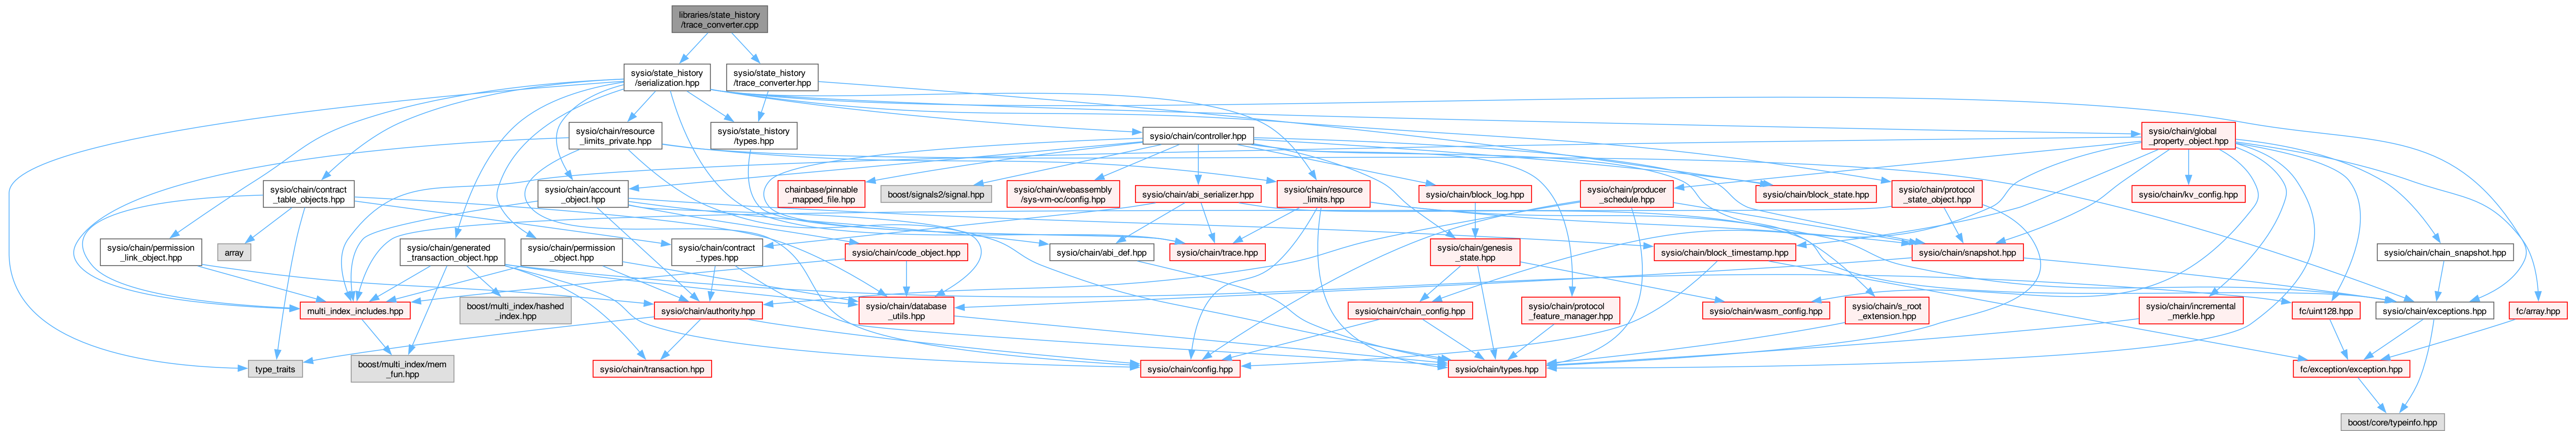 libraries/state_history
/trace_converter.cpp
sysio/state_history
/serialization.hpp
sysio/state_history
/trace_converter.hpp
sysio/chain/resource
_limits_private.hpp
sysio/state_history
/types.hpp
sysio/chain/controller.hpp
sysio/chain/global
_property_object.hpp
sysio/chain/contract
_table_objects.hpp
sysio/chain/account
_object.hpp
chainbase/pinnable
_mapped_file.hpp
boost/signals2/signal.hpp
sysio/chain/webassembly
/sys-vm-oc/config.hpp
sysio/chain/abi_serializer.hpp
sysio/chain/resource
_limits.hpp
sysio/chain/block_log.hpp
sysio/chain/producer
_schedule.hpp
sysio/chain/block_state.hpp
sysio/chain/protocol
_state_object.hpp
sysio/chain/kv_config.hpp
sysio/chain/permission
_link_object.hpp
array
sysio/chain/generated
_transaction_object.hpp
sysio/chain/permission
_object.hpp
sysio/chain/contract
_types.hpp
sysio/chain/code_object.hpp
sysio/chain/abi_def.hpp
sysio/chain/trace.hpp
sysio/chain/genesis
_state.hpp
sysio/chain/block_timestamp.hpp
sysio/chain/snapshot.hpp
sysio/chain/chain_snapshot.hpp
multi_index_includes.hpp
boost/multi_index/hashed
_index.hpp
sysio/chain/authority.hpp
sysio/chain/database
_utils.hpp
sysio/chain/chain_config.hpp
sysio/chain/protocol
_feature_manager.hpp
sysio/chain/wasm_config.hpp
sysio/chain/s_root
_extension.hpp
sysio/chain/incremental
_merkle.hpp
fc/uint128.hpp
sysio/chain/exceptions.hpp
fc/array.hpp
type_traits
boost/multi_index/mem
_fun.hpp
sysio/chain/transaction.hpp
sysio/chain/config.hpp
sysio/chain/types.hpp
fc/exception/exception.hpp
boost/core/typeinfo.hpp